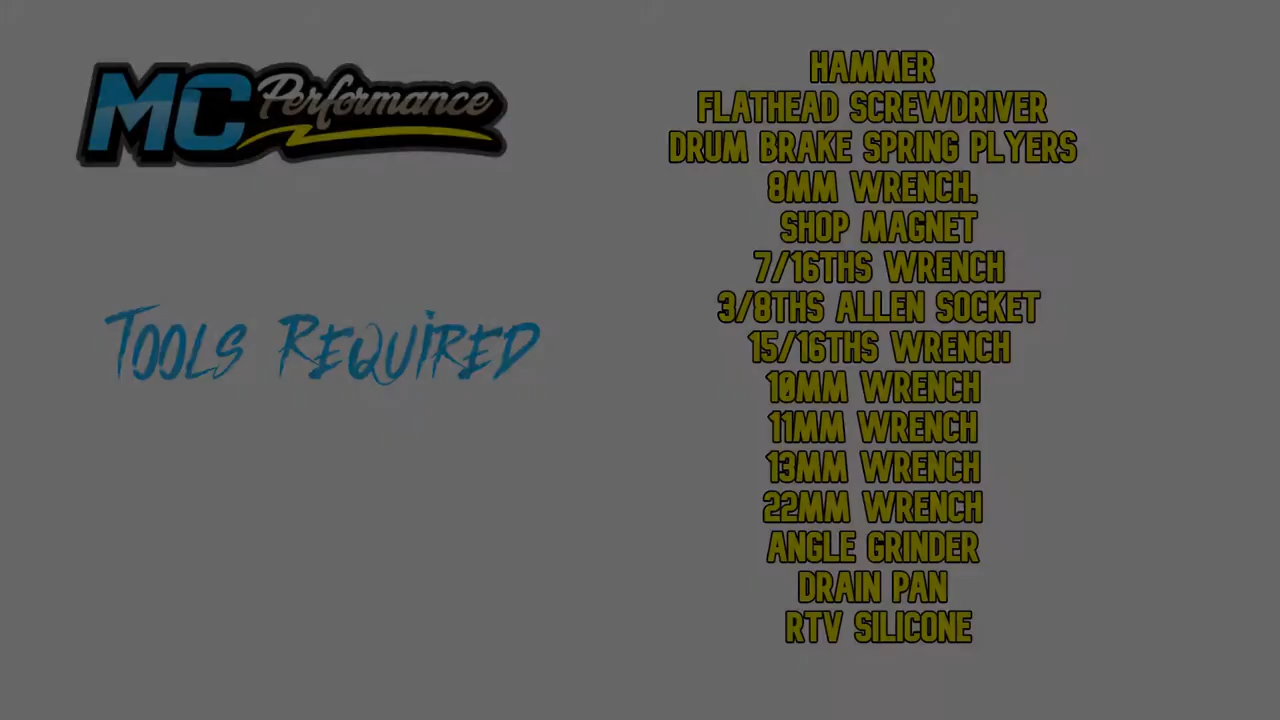 MC Performance
TOOLS REQUIRED
HAMMER
FLATHEAD SCREWDRIVER
DRUM BRAKE SPRING PLYERS
8MM WRENCH,
SHOP MAGNET
7/16THS WRENCH
3/8THS ALLEN SOCKET
15/16THS WRENCH
10MM WRENCH
11MM WRENCH
13MM WRENCH
22MM WRENCH
ANGLE GRINDER
DRAIN PAN
RTV SILICONE